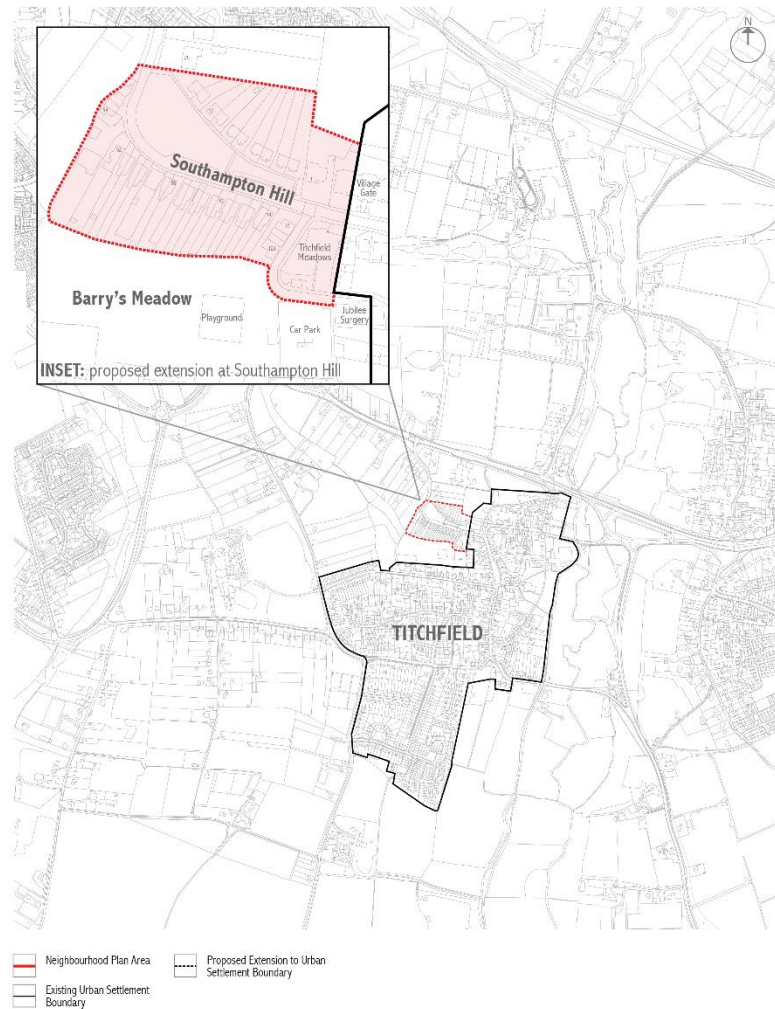 N
Southampton Hill
Village
Gate
Titchfield
Meadows
Barry's Meadow
Playground
Car Park
Jubilee
Surgery
INSET: proposed extension at Southampton Hill
TITCHFIELD
Neighbourhood Plan Area
Existing Urban Settlement
Boundary
Proposed Extension to Urban
Settlement Boundary